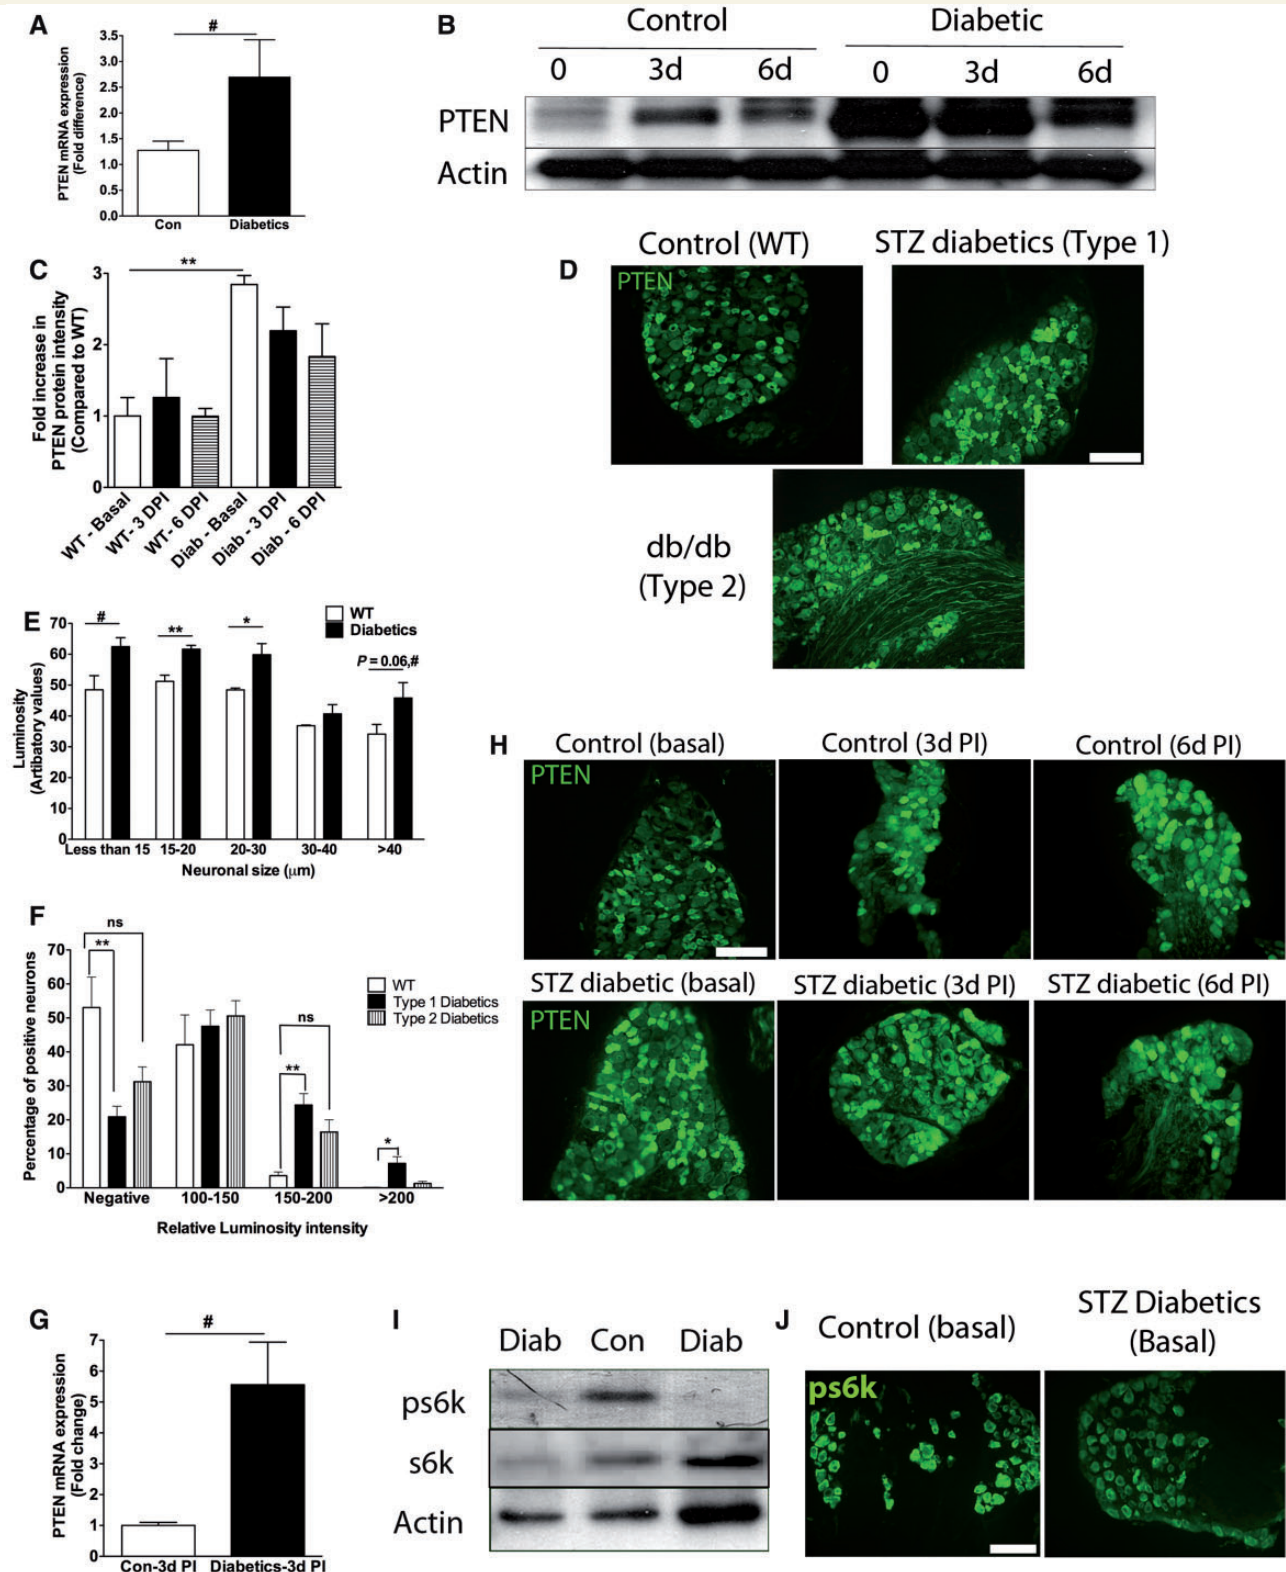 A
PTEN mRNA expression
(Fold difference)
3.5
3.0
2.5
2.0
1.5
1.0
0.5
0.0
#
Con
Diabetics
B
Control
Diabetic
0
3d
6d
0
3d
6d
PTEN
Actin
C
Fold increase in
PTEN protein intensity
(Compared to WT)
3
2
1
0
**
WT - Basal
WT- 3 DPI
WT- 6 DPI
Diab - Basal
Diab - 3 DPI
Diab - 6 DPI
D
Control (WT)
STZ diabetics (Type 1)
PTEN
db/db
(Type 2)
E
Luminosity
(Artibatory values)
70
60
50
40
30
20
10
0
WT
Diabetics
#
**
*
P = 0.06,#
Less than 15
15-20
20-30
30-40
>40
Neuronal size (μm)
F
Percentage of positive neurons
70
60
50
40
30
20
10
0
ns
**
WT
Type 1 Diabetics
Type 2 Diabetics
ns
**
*
Negative
100-150
150-200
>200
Relative Luminosity intensity
G
PTEN mRNA expression
(Fold change)
7
6
5
4
3
2
1
0
#
Con-3d PI
Diabetics-3d PI
H
Control (basal)
Control (3d PI)
Control (6d PI)
PTEN
STZ diabetic (basal)
STZ diabetic (3d PI)
STZ diabetic (6d PI)
PTEN
I
Diab
Con
Diab
ps6k
s6k
Actin
J
Control (basal)
STZ Diabetics
(Basal)
ps6k